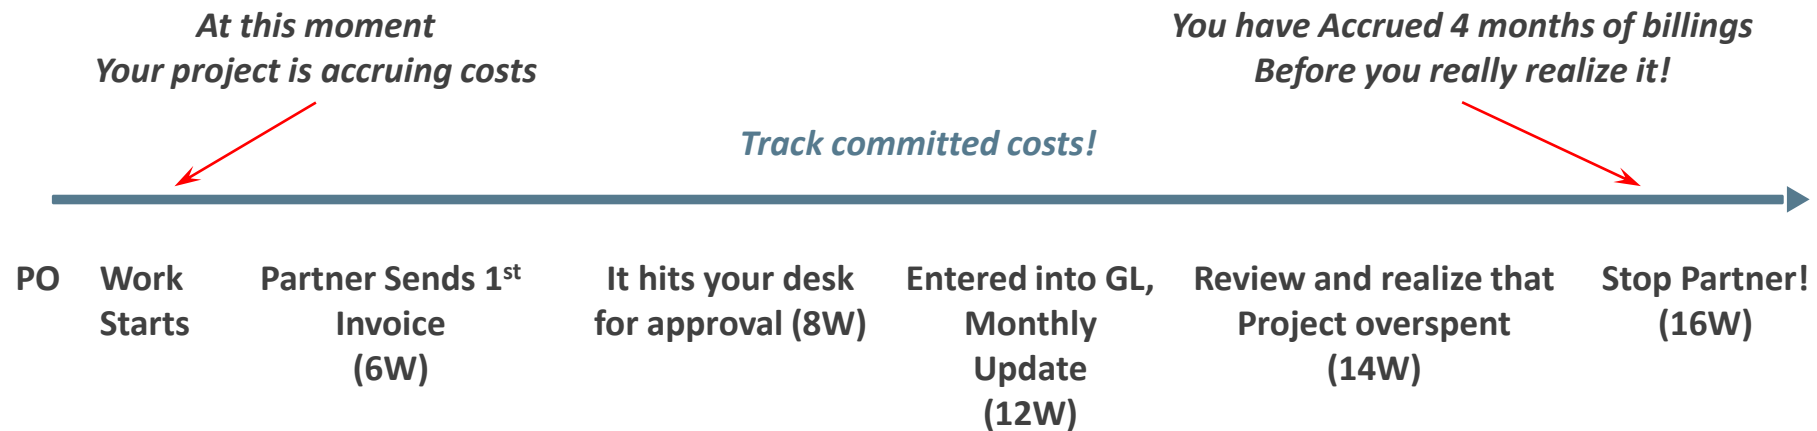 At this moment
Your project is accruing costs
You have Accrued 4 months of billings
Before you really realize it!
Track committed costs!
PO
Work
Starts
Partner Sends 1st
Invoice
(6W)
It hits your desk
for approval (8W)
Entered into GL,
Monthly
Update
(12W)
Review and realize that
Project overspent
(14W)
Stop Partner!
(16W)